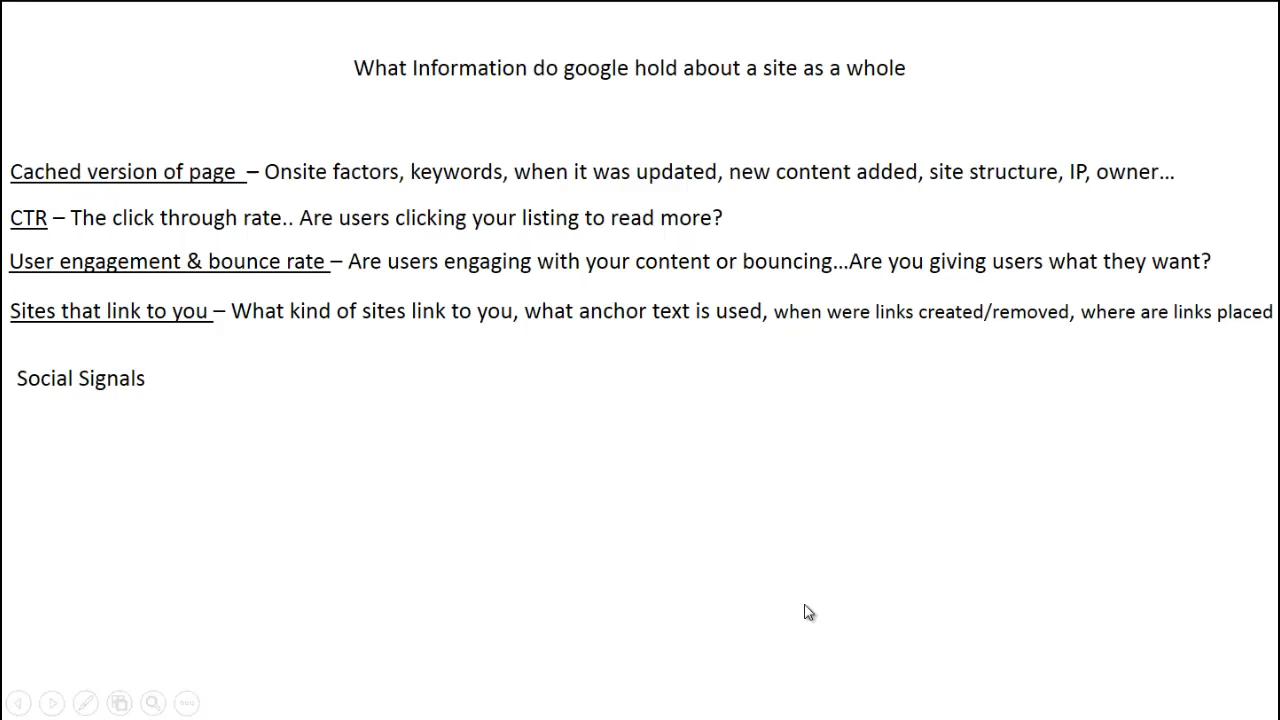 What Information do google hold about a site as a whole
Cached version of page – Onsite factors, keywords, when it was updated, new content added, site structure, IP, owner...
CTR – The click through rate.. Are users clicking your listing to read more?
User engagement & bounce rate – Are users engaging with your content or bouncing...Are you giving users what they want?
Sites that link to you – What kind of sites link to you, what anchor text is used, when were links created/removed, where are links placed
Social Signals